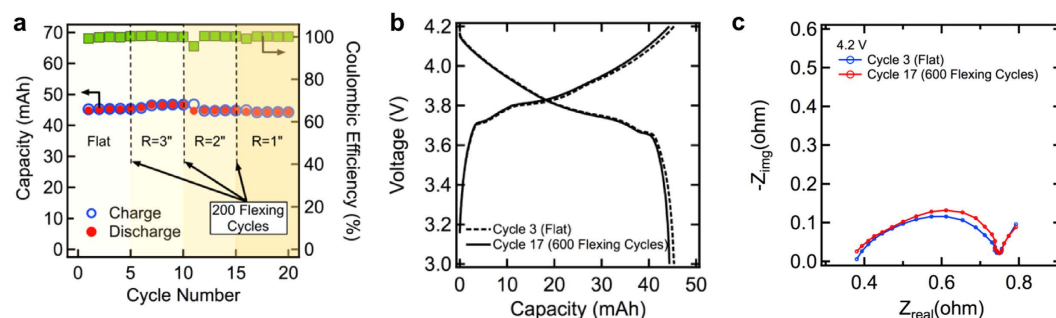 a
70
60
50
40
30
20
10
0
Capacity (mAh)
100
80
60
40
20
0
Coulombic Efficiency (%)
Flat
R=3"
R=2"
R=1"
200 Flexing
Cycles
Charge
Discharge
0
5
10
15
20
Cycle Number
b
4.2
4.0
3.8
3.6
3.4
3.2
3.0
Voltage (V)
Cycle 3 (Flat)
Cycle 17 (600 Flexing Cycles)
0
10
20
30
40
50
Capacity (mAh)
c
0.6
0.5
0.4
0.3
0.2
0.1
0.0
-Zimg(ohm)
4.2 V
Cycle 3 (Flat)
Cycle 17 (600 Flexing Cycles)
0.4
0.6
0.8
Zreal(ohm)